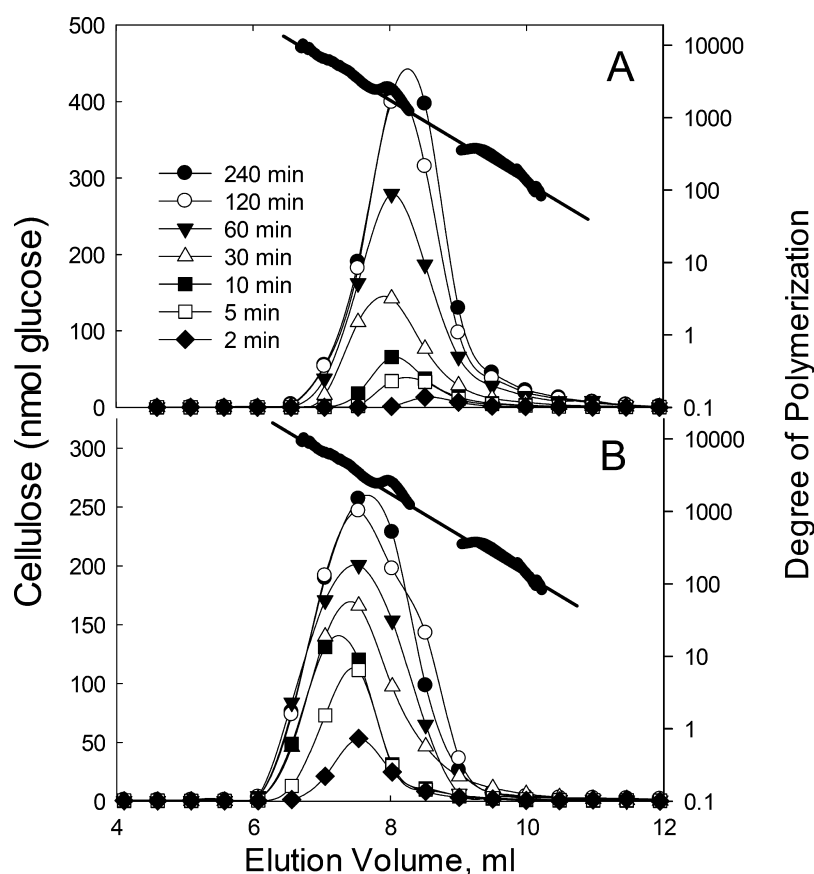 500
400
300
200
100
0
10000
1000
100
10
1
0.1
A
240 min
120 min
60 min
30 min
10 min
5 min
2 min
Cellulose (nmol glucose)
Degree of Polymerization
300
250
200
150
100
50
0
10000
1000
100
10
1
0.1
B
4 6 8 10 12
Elution Volume, ml